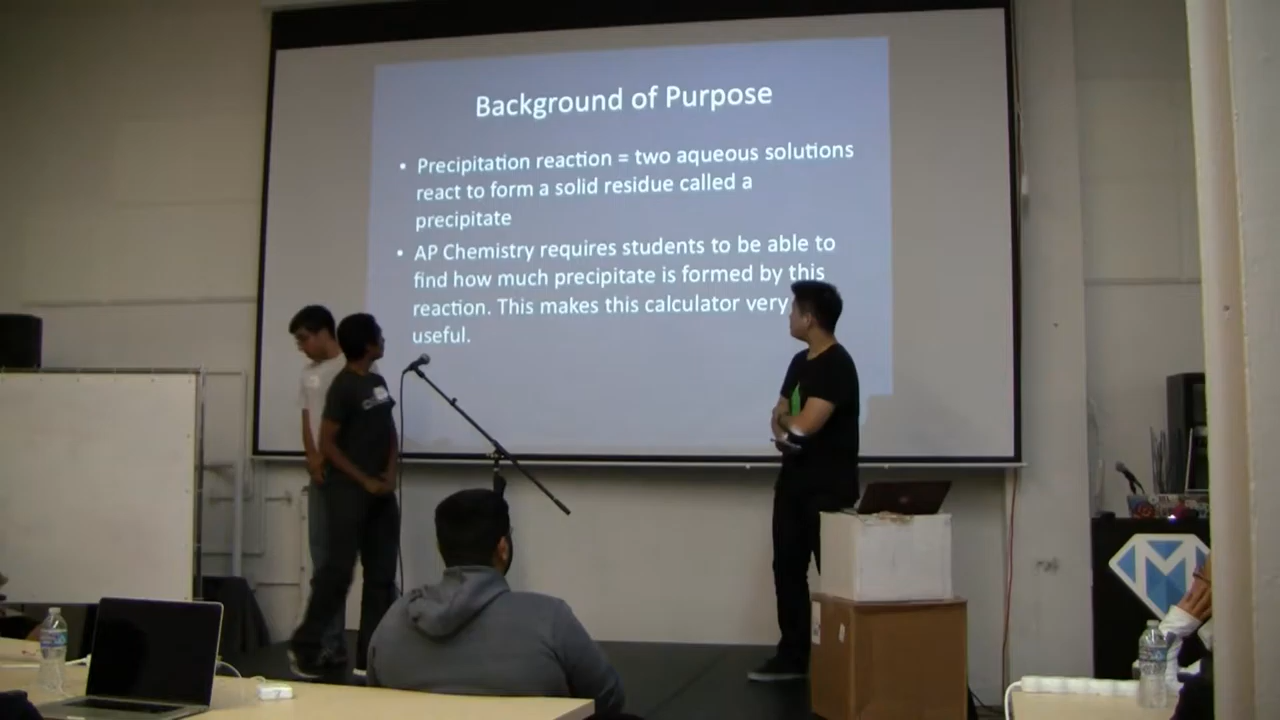 Background of Purpose
• Precipitation reaction = two aqueous solutions
react to form a solid residue called a
precipitate
• AP Chemistry requires students to be able to
find how much precipitate is formed by this
reaction. This makes this calculator very
useful.
M